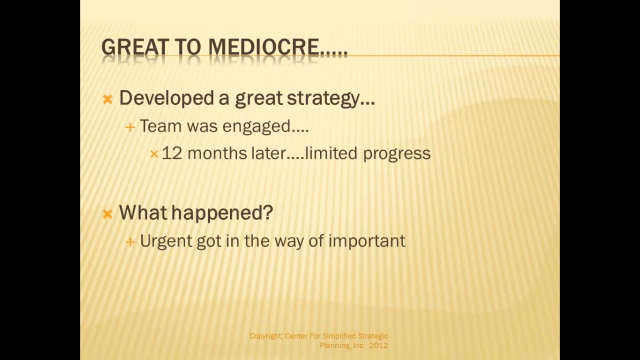 GREAT TO MEDIOCRE.....
Developed a great strategy...
Team was engaged....
12 months later....limited progress
What happened?
Urgent got in the way of important
Copyright; Center For Simplified Strategic
Planning, Inc. 2012